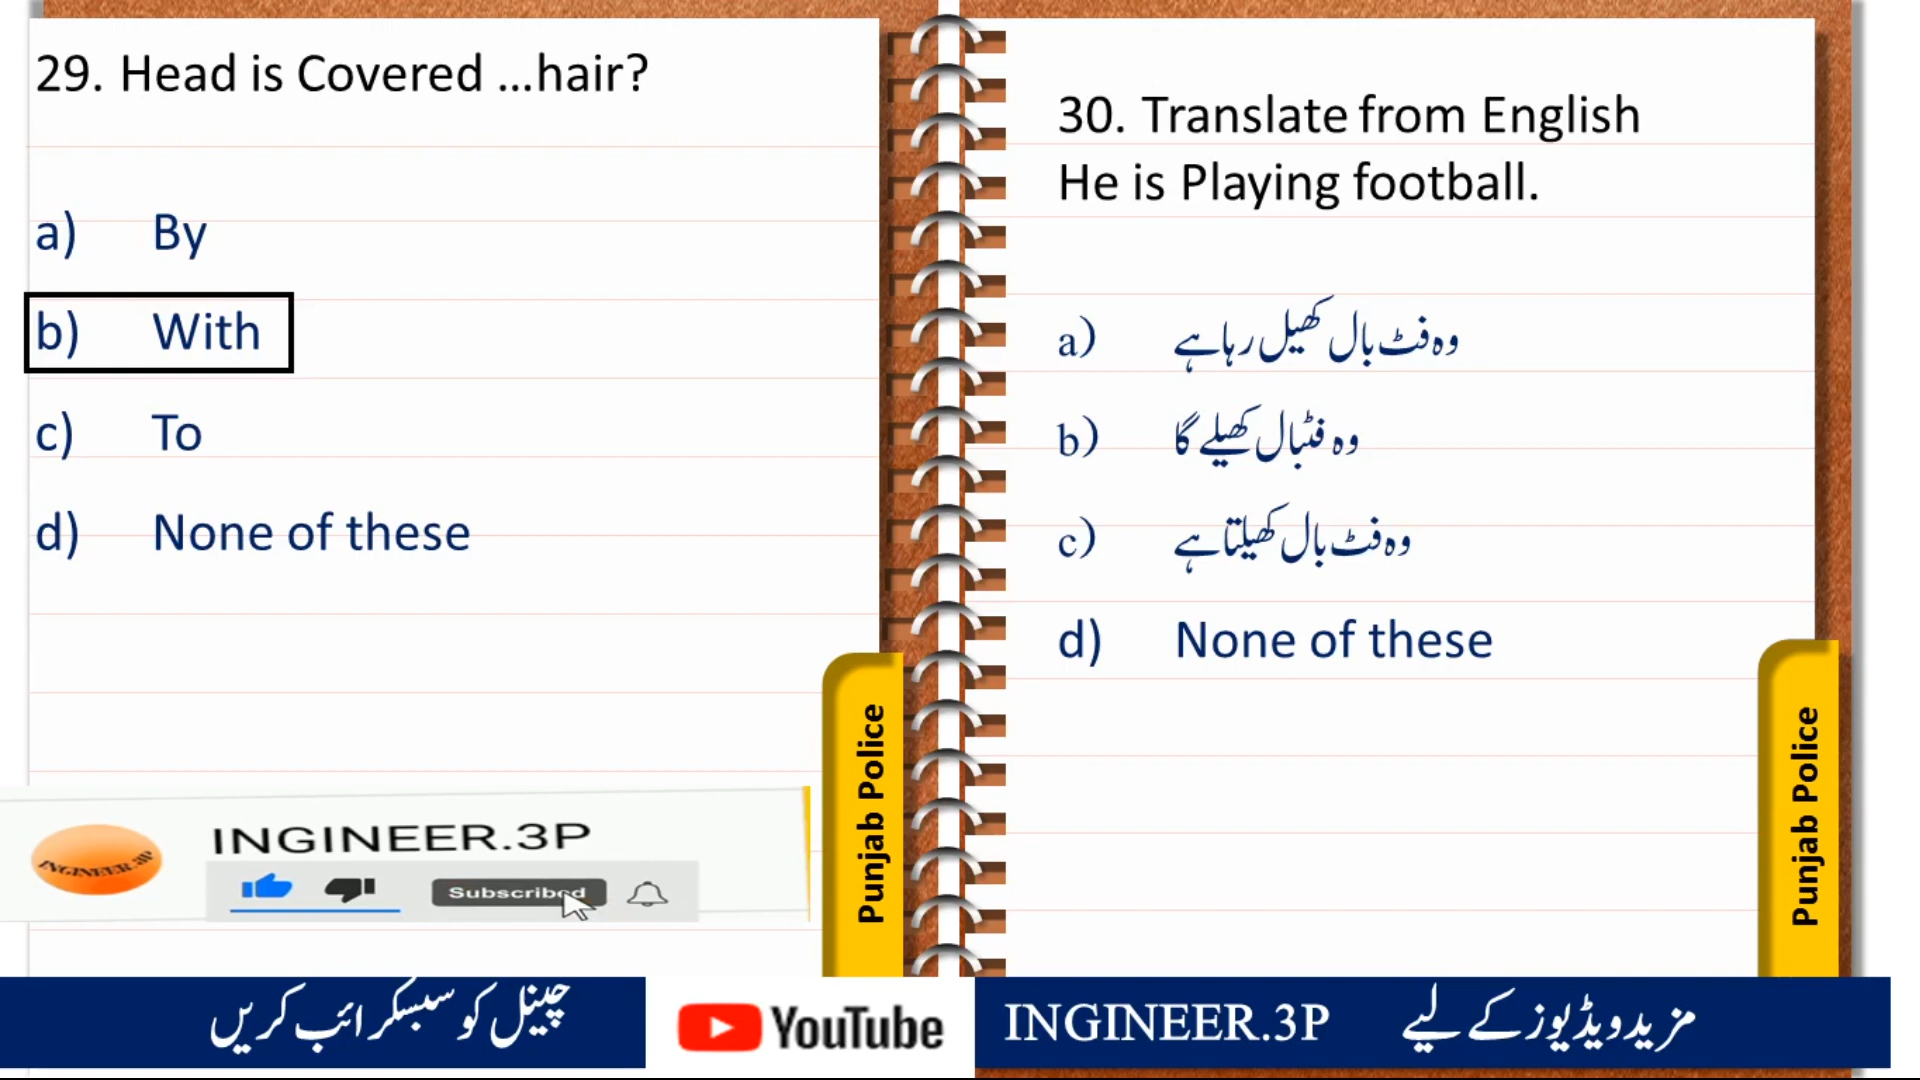 29. Head is Covered ...hair?
a) By
b) With
c) To
d) None of these
Punjab Police
30. Translate from English
He is Playing football.
a) وہ فٹ بال کھیل رہا ہے
b) وہ فٹبال کھیلے گا
c) وہ فٹ بال کھیلتا ہے
d) None of these
Punjab Police
INGINEER.3P
INGINEER.3P
Subscribed
چینل کو سبسکرائب کریں
YouTube
INGINEER.3P مزید ویڈیوز کے لیے